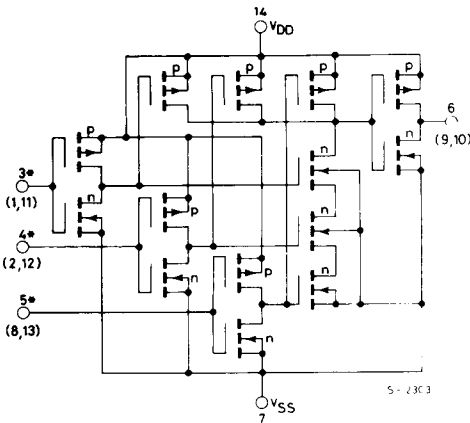 14
VDD
p p p p
6
(9,10)
p
n
n
3*
(1,11)
n
p
4*
(2,12)
n
p
n
n
5*
(8,13)
n
S-2303
VSS
7